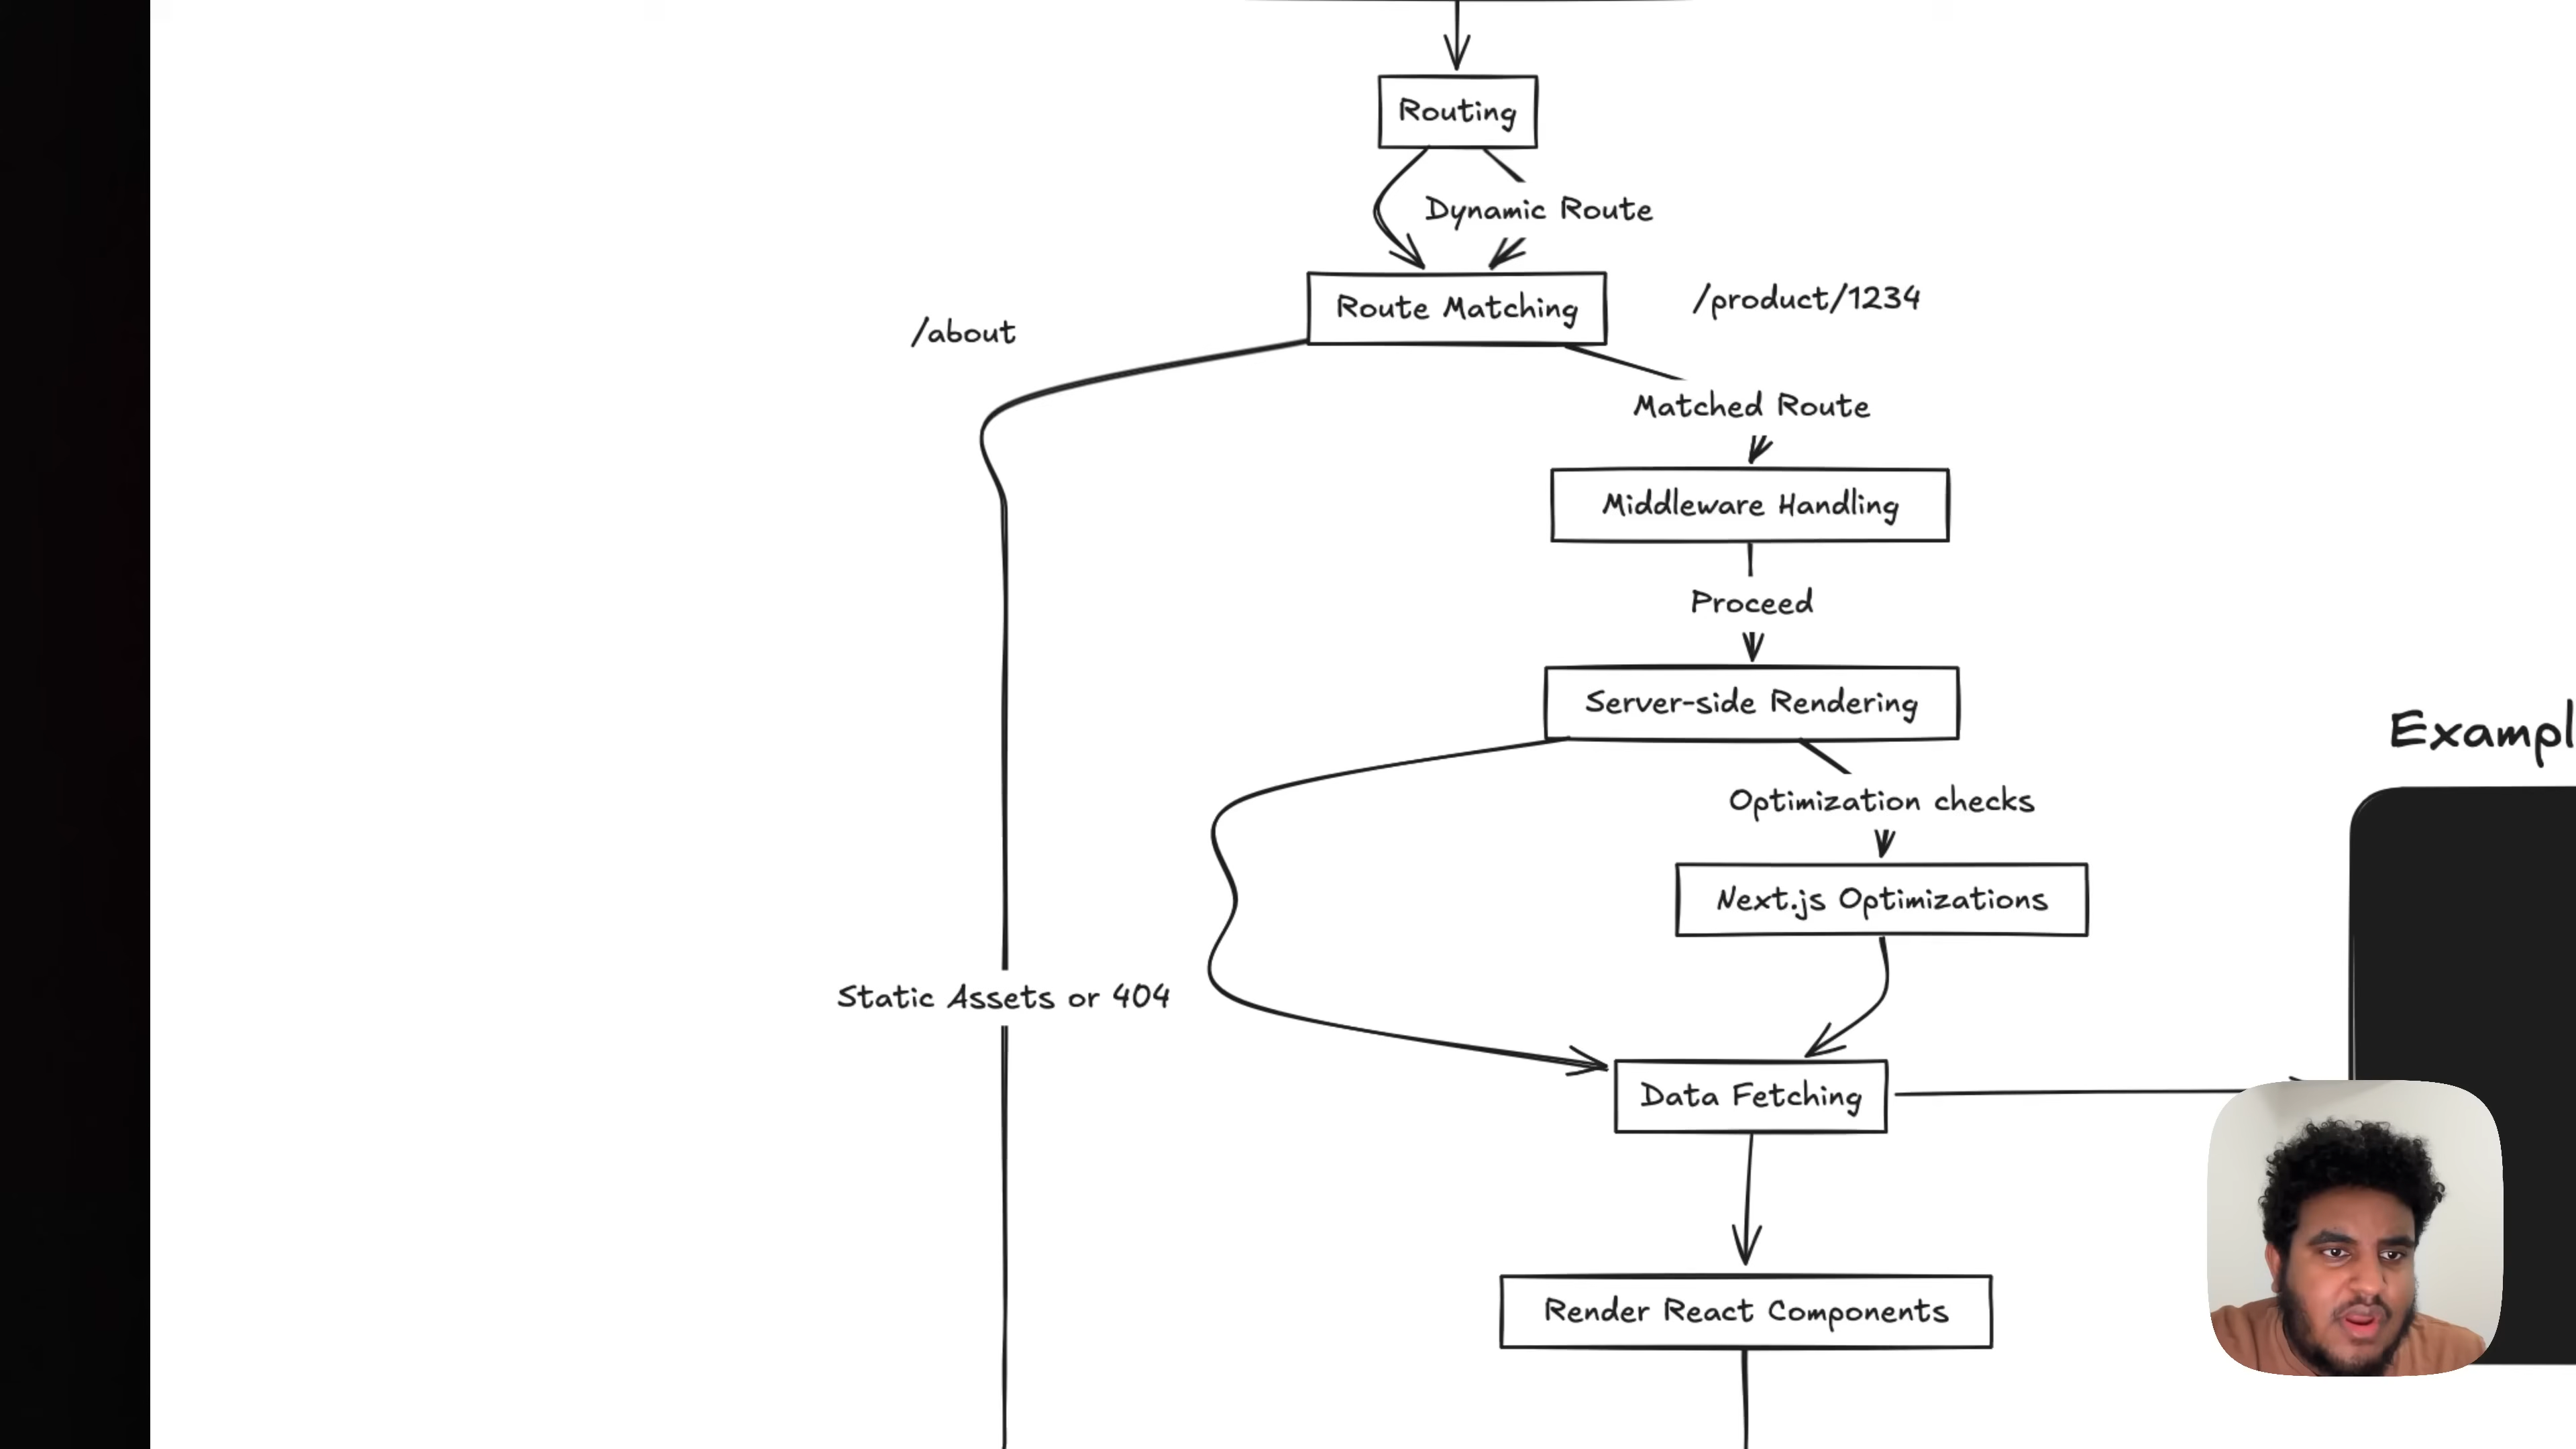 Routing
Dynamic Route
Route Matching
/product/1234
/about
Matched Route
Middleware Handling
Proceed
Server-side Rendering
Exampl
Optimization checks
Next.js Optimizations
Static Assets or 404
Data Fetching
Render React Components